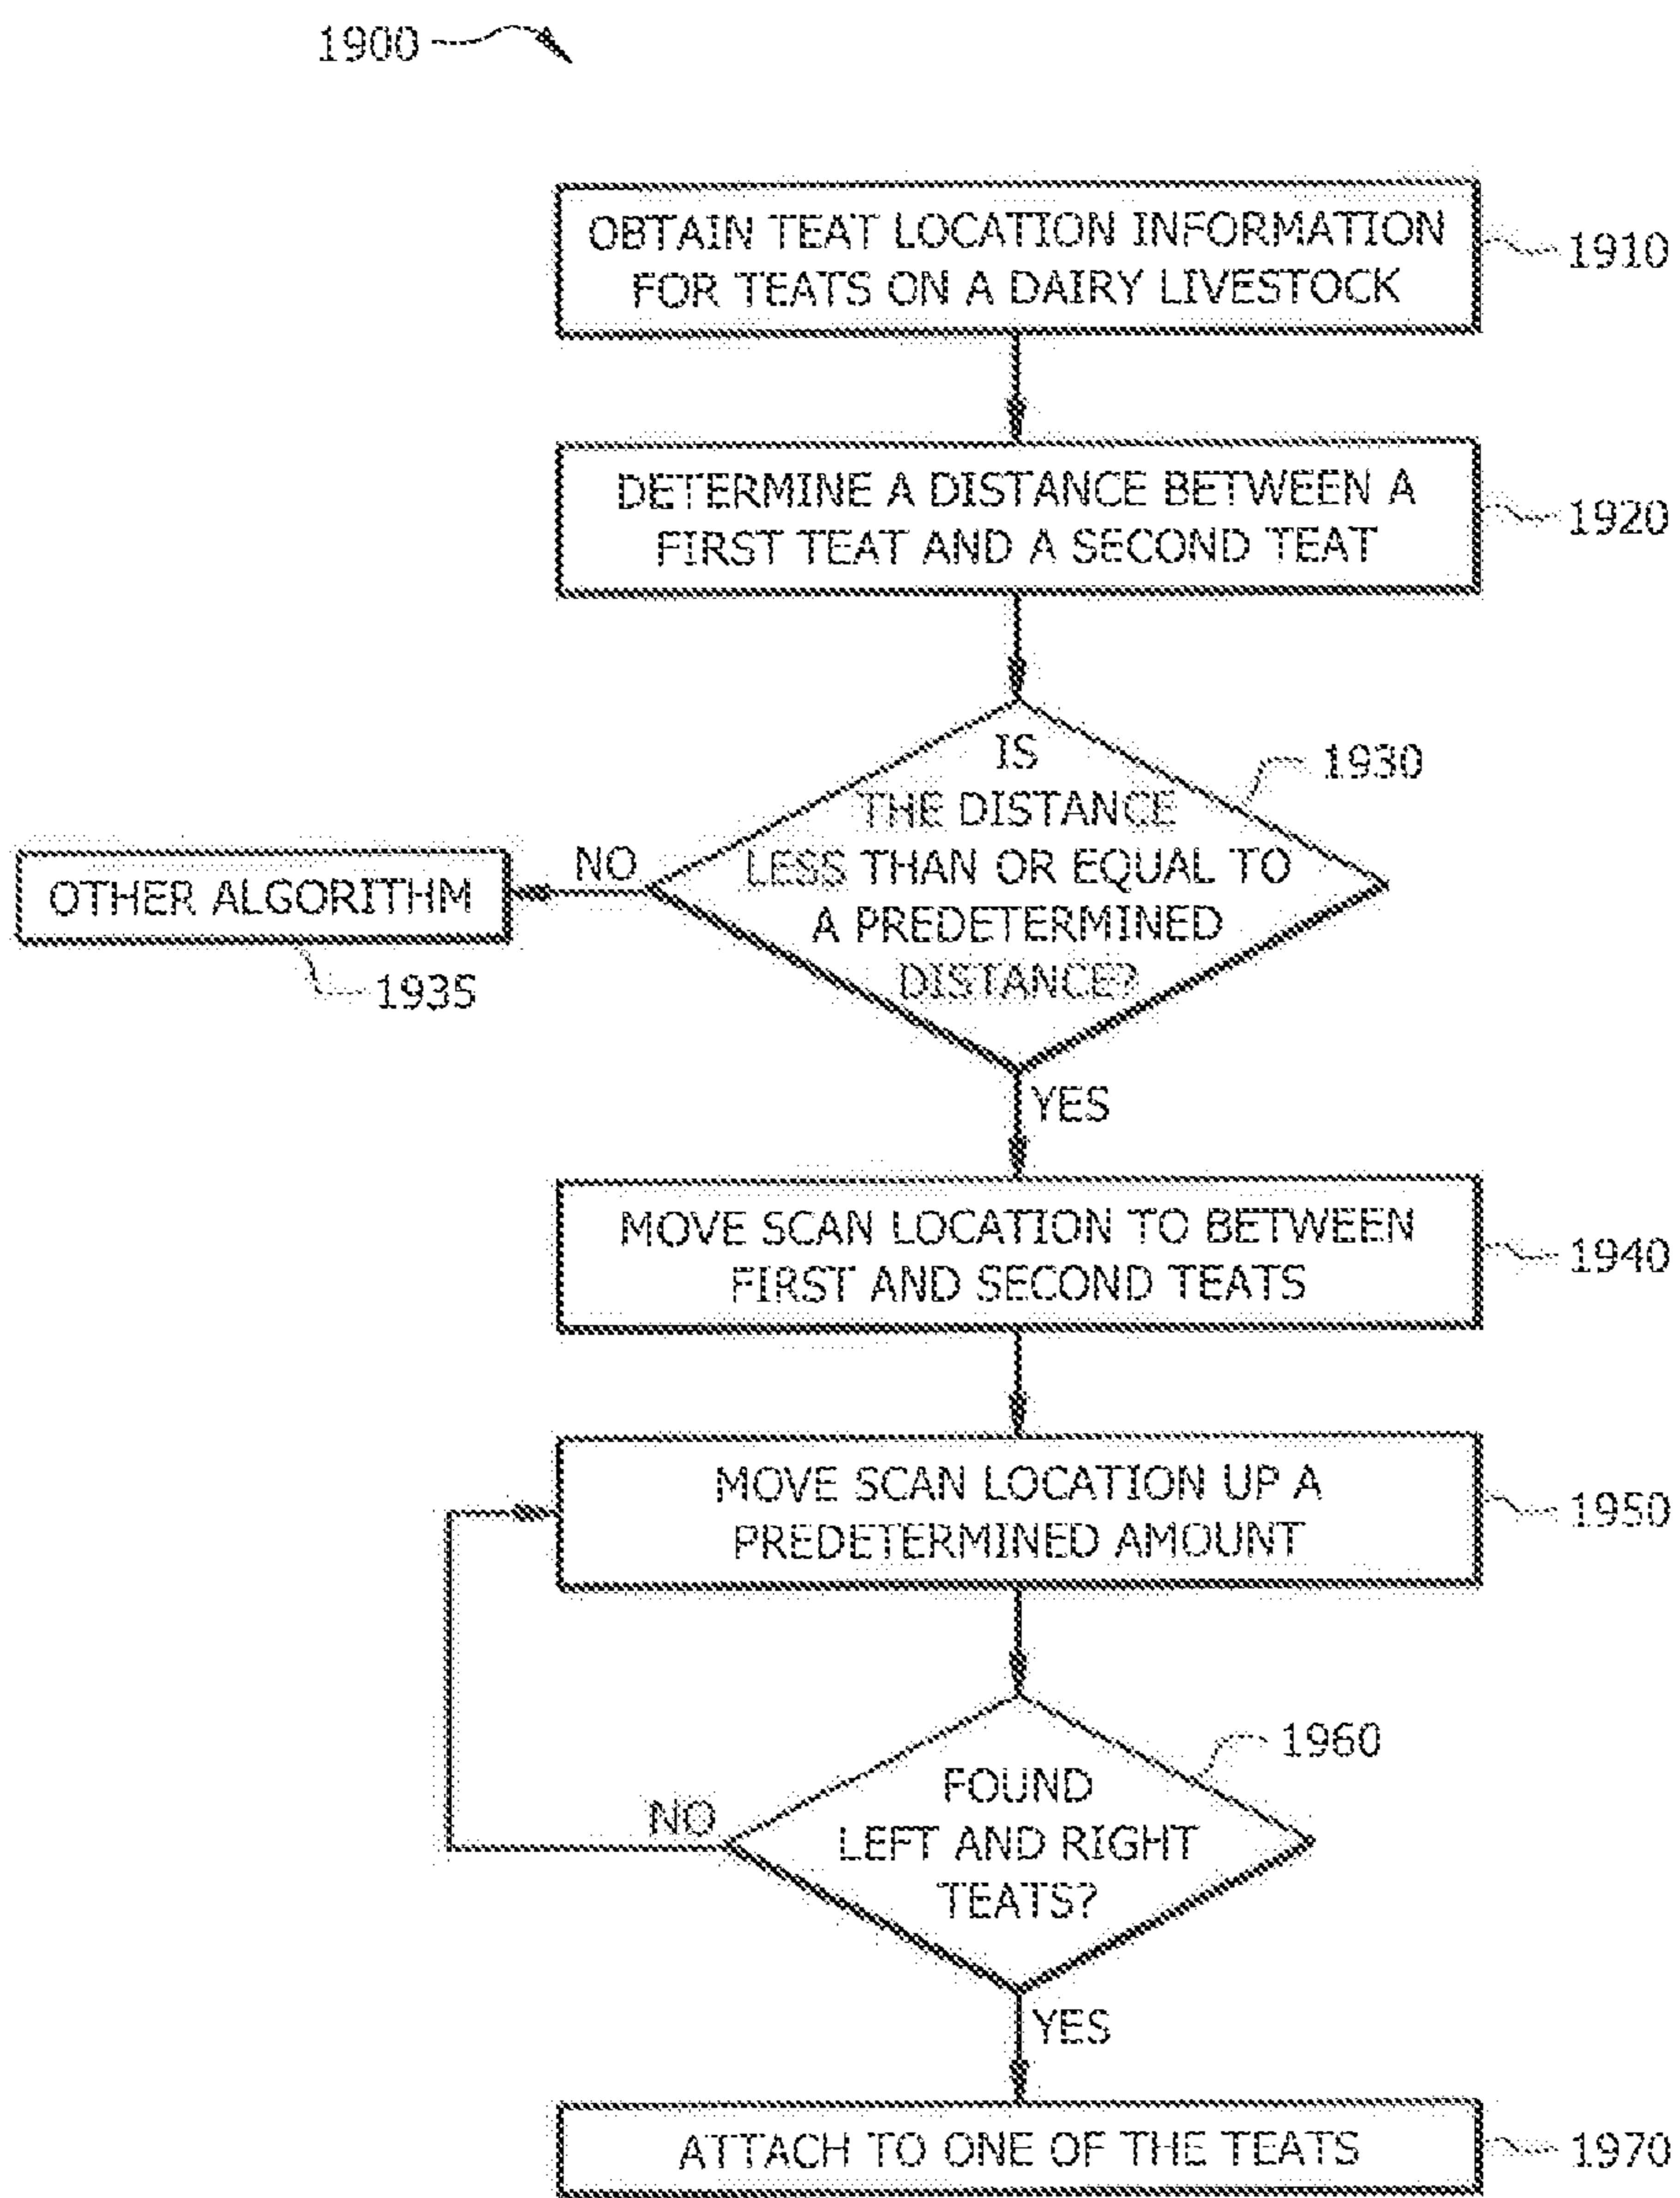 1900
OBTAIN TEAT LOCATION INFORMATION
FOR TEATS ON A DAIRY LIVESTOCK
1910
DETERMINE A DISTANCE BETWEEN A
FIRST TEAT AND A SECOND TEAT
1920
IS
THE DISTANCE
LESS THAN OR EQUAL TO
A PREDETERMINED
DISTANCE?
1930
NO
OTHER ALGORITHM
1935
YES
MOVE SCAN LOCATION TO BETWEEN
FIRST AND SECOND TEATS
1940
MOVE SCAN LOCATION UP A
PREDETERMINED AMOUNT
1950
FOUND
LEFT AND RIGHT
TEATS?
1960
NO
YES
ATTACH TO ONE OF THE TEATS
1970